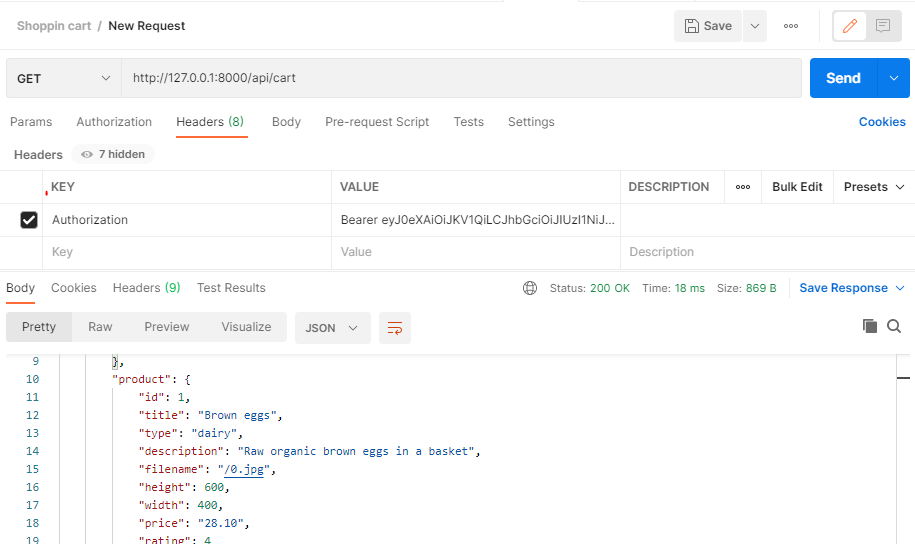 Shoppin cart / New Request
Save
GET
http://127.0.0.1:8000/api/cart
Send
Params Authorization Headers (8) Body Pre-request Script Tests Settings Cookies
Headers 7 hidden
KEY VALUE DESCRIPTION Bulk Edit Presets
Authorization Bearer eyJ0eXAiOiJKV1QiLCJhbGciOiJIUzI1NiJ...
Key Value Description
Body Cookies Headers (9) Test Results Status: 200 OK Time: 18 ms Size: 869 B Save Response
Pretty Raw Preview Visualize JSON
9 },
10 "product": {
11 "id": 1,
12 "title": "Brown eggs",
13 "type": "dairy",
14 "description": "Raw organic brown eggs in a basket",
15 "filename": "/0.jpg",
16 "height": 600,
17 "width": 400,
18 "price": "28.10",
19 "rating": 4